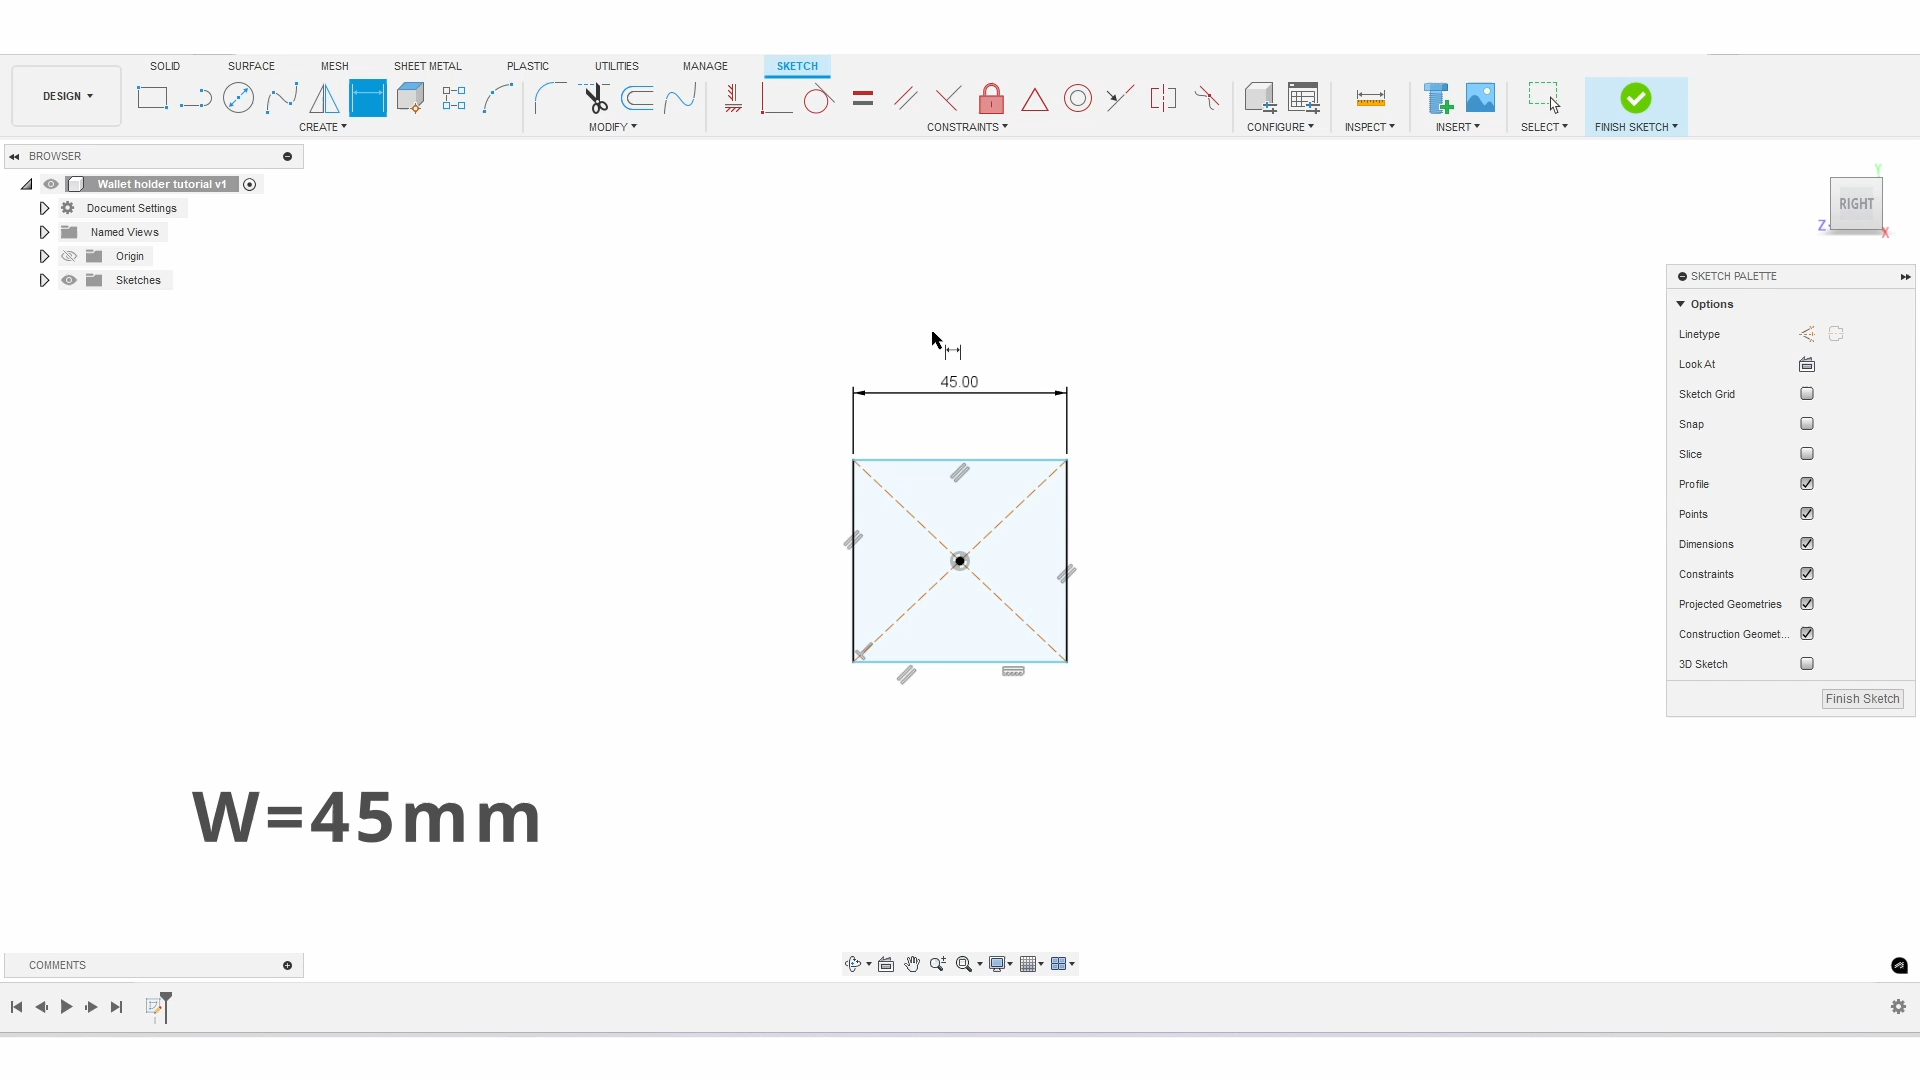 SOLID SURFACE MESH SHEET METAL PLASTIC UTILITIES MANAGE SKETCH
DESIGN
CREATE MODIFY CONSTRAINTS CONFIGURE INSPECT INSERT SELECT FINISH SKETCH
BROWSER
Wallet holder tutorial v1
Document Settings
Named Views
Origin
Sketches
Y
RIGHT
Z
X
SKETCH PALETTE
Options
Linetype
Look At
Sketch Grid
Snap
Slice
Profile
Points
Dimensions
Constraints
Projected Geometries
Construction Geomet...
3D Sketch
Finish Sketch
45.00
W=45mm
COMMENTS